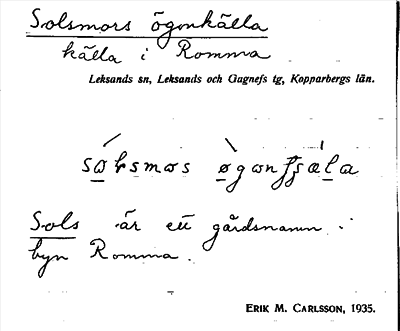 Solsmors ögonkälla
källa i Romma
Leksands sn, Leksands och Gagnefs tg, Kopparbergs län.
Sols är ett gårdsnamn i
byn Romma.
ERIK M. CARLSSON, 1935.